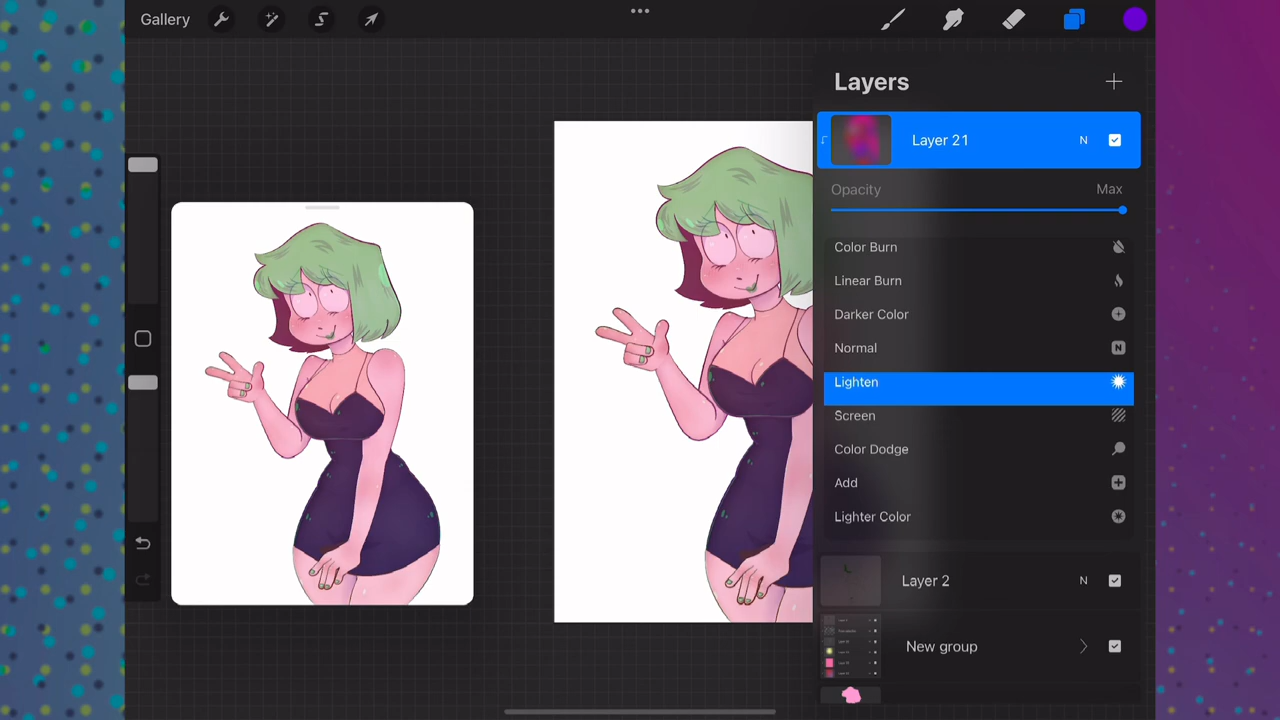 Gallery
Layers
Layer 21
N
Opacity
Max
Color Burn
Linear Burn
Darker Color
Normal
N
Lighten
Screen
Color Dodge
Add
Lighter Color
Layer 2
N
New group